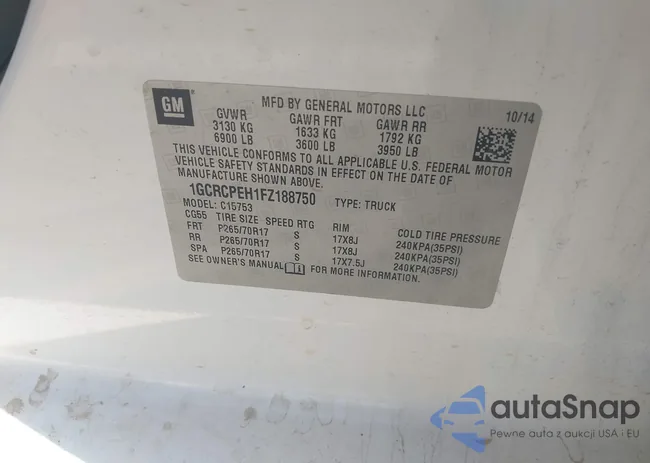 GM
MFD BY GENERAL MOTORS LLC
10/14
GVWR GAWR FRT GAWR RR
3130 KG 1633 KG 1792 KG
6900 LB 3600 LB 3950 LB
THIS VEHICLE CONFORMS TO ALL APPLICABLE U.S. FEDERAL MOTOR
VEHICLE SAFETY STANDARDS IN EFFECT ON THE DATE OF
MANUFACTURE SHOWN ABOVE.
1GCRCPEH1FZ188750 TYPE: TRUCK
MODEL: C15753
CG55 TIRE SIZE SPEED RTG RIM COLD TIRE PRESSURE
FRT P265/70R17 S 17X8J 240KPA(35PSI)
RR P265/70R17 S 17X8J 240KPA(35PSI)
SPA P265/70R17 S 17X7.5J 240KPA(35PSI)
SEE OWNER'S MANUAL FOR MORE INFORMATION.
autaSnap
Pewne auta z aukcji USA · EU